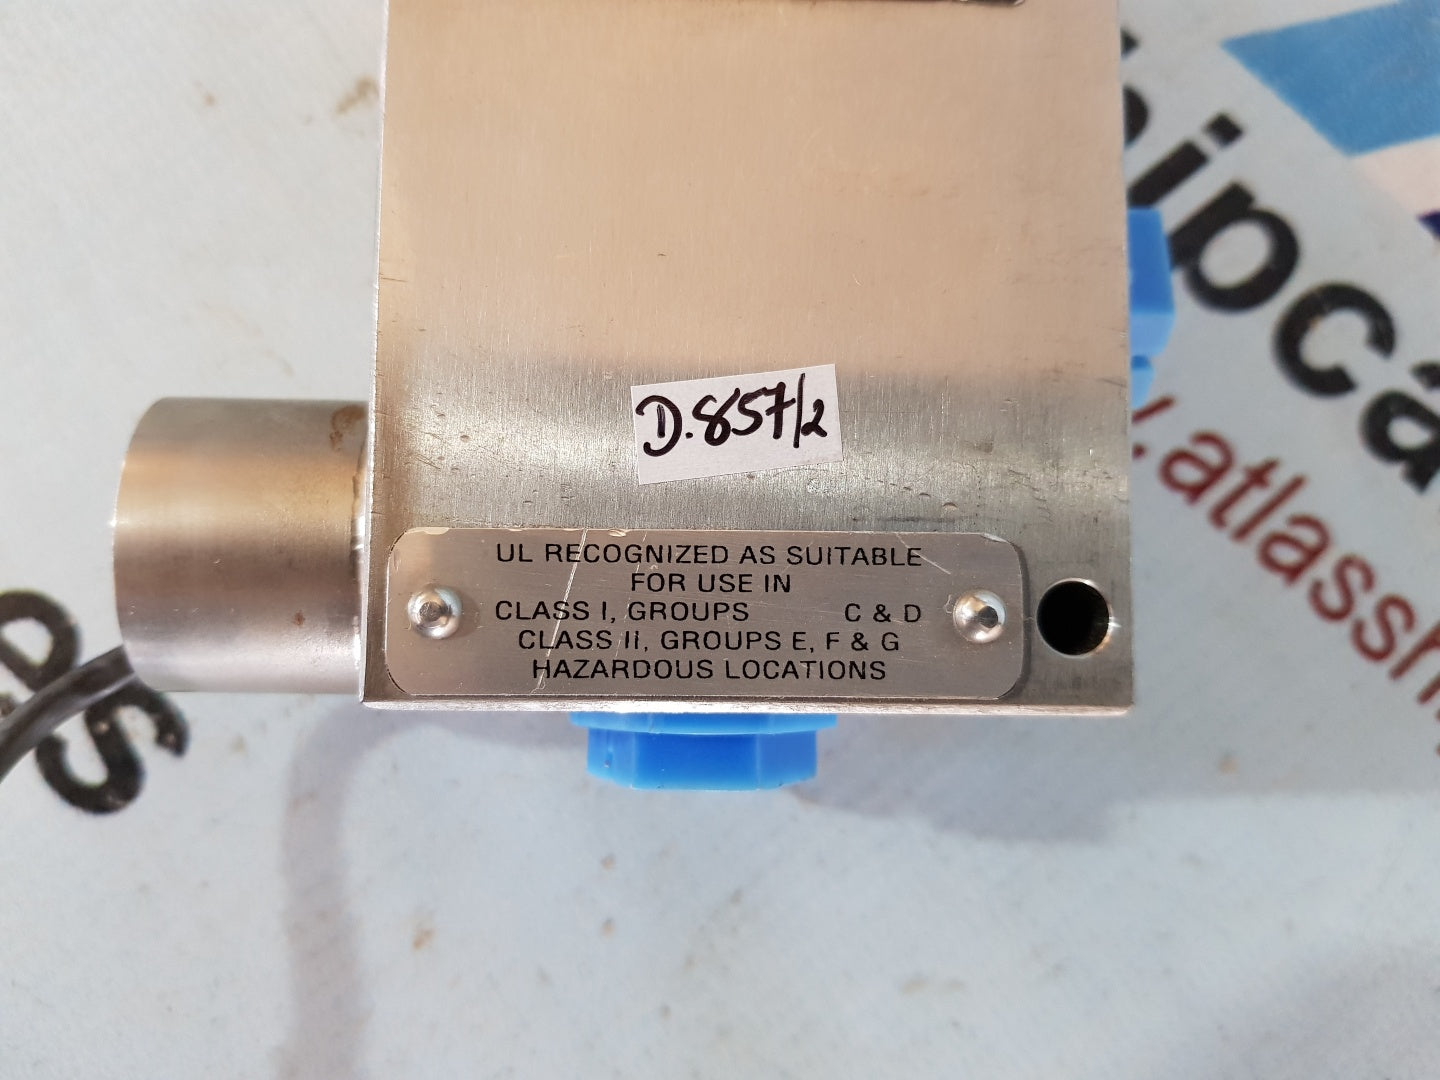 D.857/2
UL RECOGNIZED AS SUITABLE
FOR USE IN
CLASS I, GROUPS C & D
CLASS II, GROUPS E, F & G
HAZARDOUS LOCATIONS